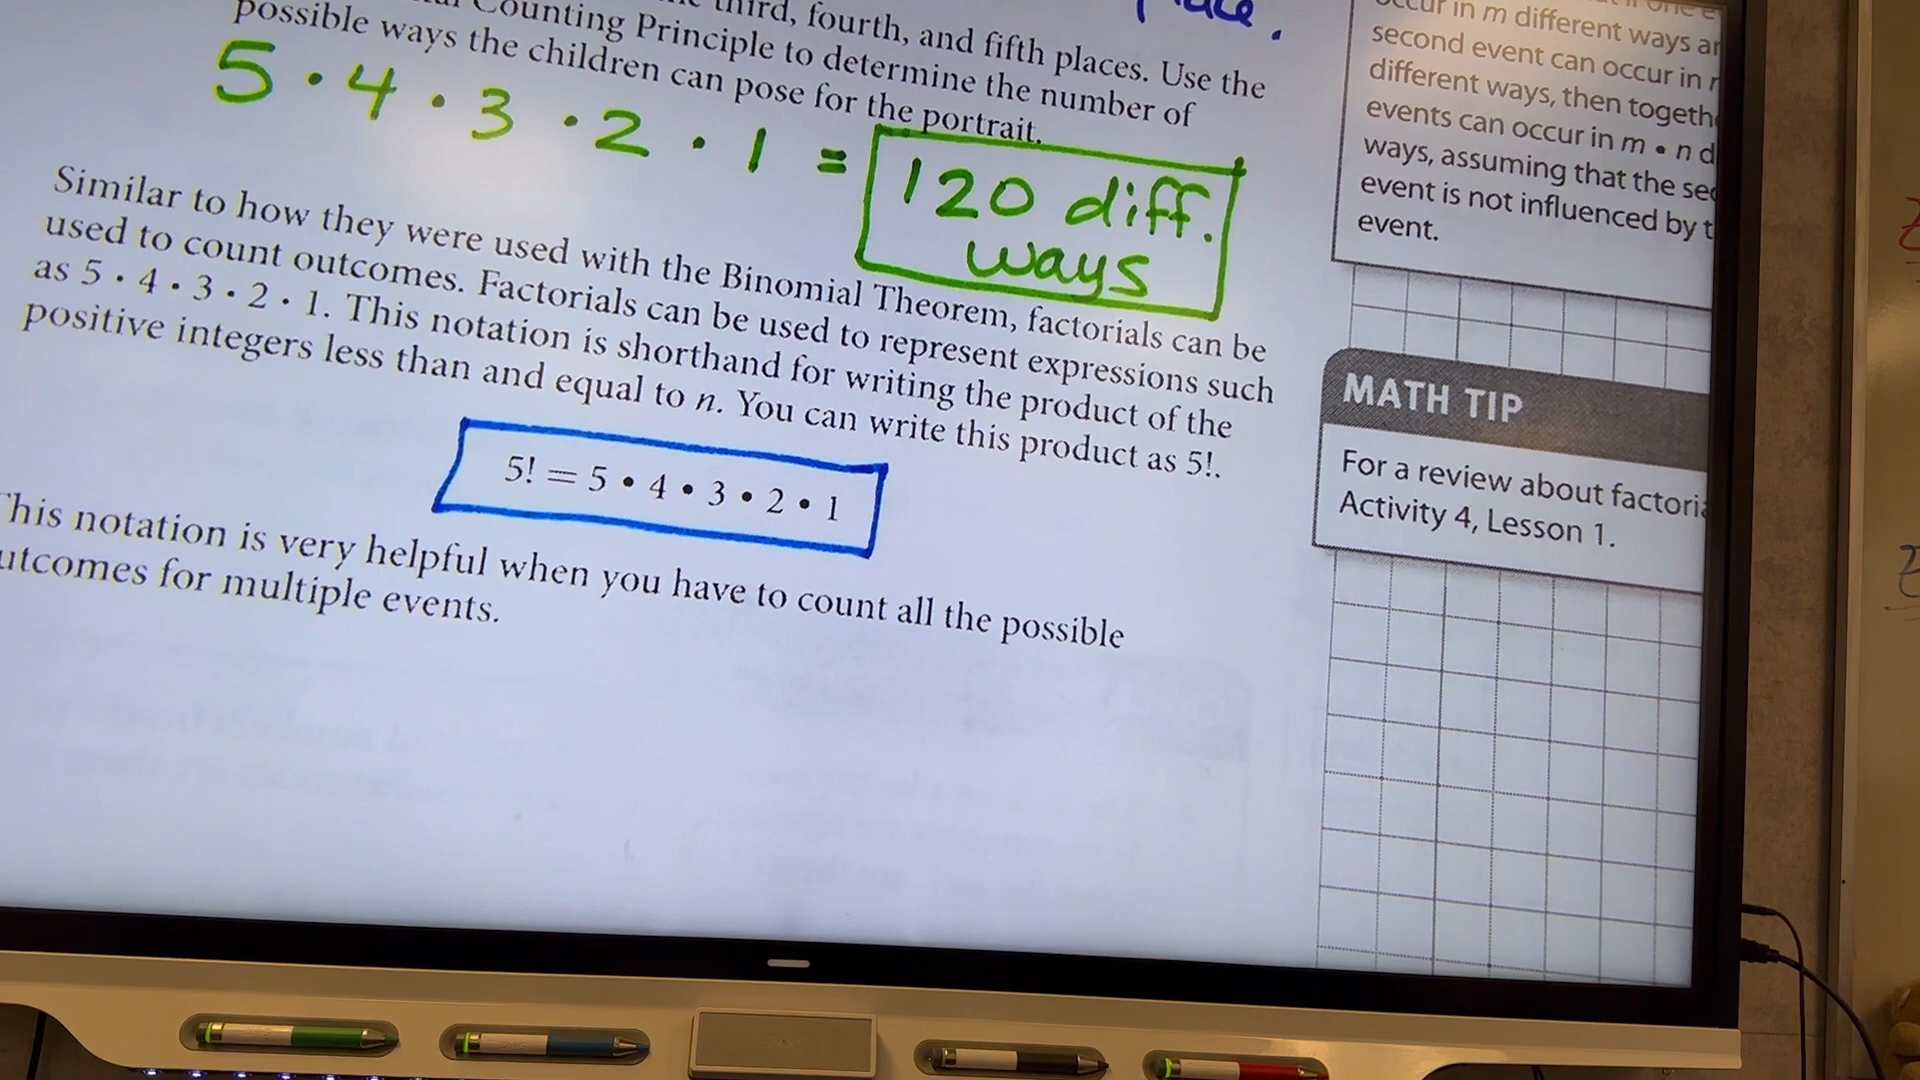 place.
Counting Principle to determine the number of
third, fourth, and fifth places. Use the
possible ways the children can pose for the portrait.
5 · 4 · 3 · 2 · 1 = 120 diff.
ways
Similar to how they were used with the Binomial Theorem, factorials can be
used to count outcomes. Factorials can be used to represent expressions such
as 5 · 4 · 3 · 2 · 1. This notation is shorthand for writing the product of the
positive integers less than and equal to n. You can write this product as 5!.
5! = 5 • 4 • 3 • 2 • 1
This notation is very helpful when you have to count all the possible
utcomes for multiple events.
occur in m different ways an
second event can occur in n
different ways, then togeth
events can occur in m • n d
ways, assuming that the sec
event is not influenced by t
event.
MATH TIP
For a review about factoria
Activity 4, Lesson 1.